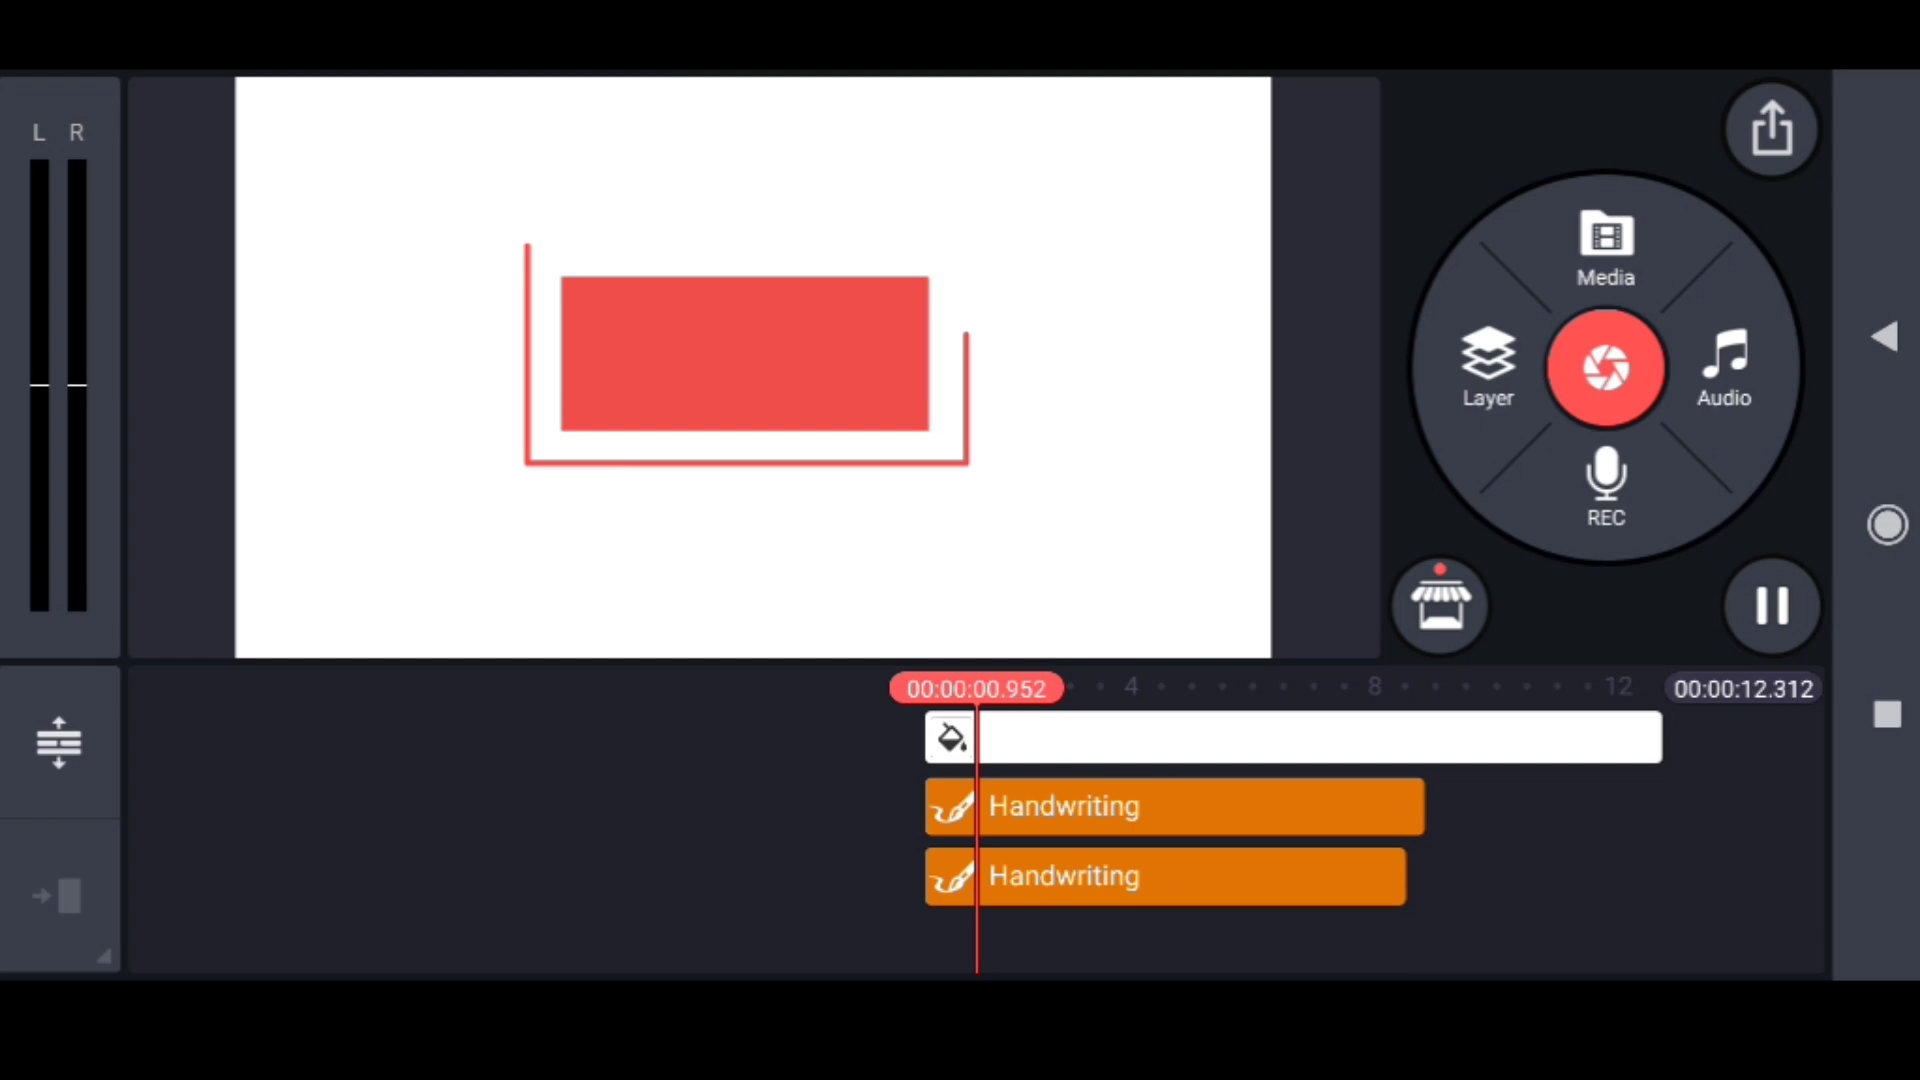 L R
Media
Layer
Audio
REC
00:00:00.952 4 8 12 00:00:12.312
Handwriting
Handwriting